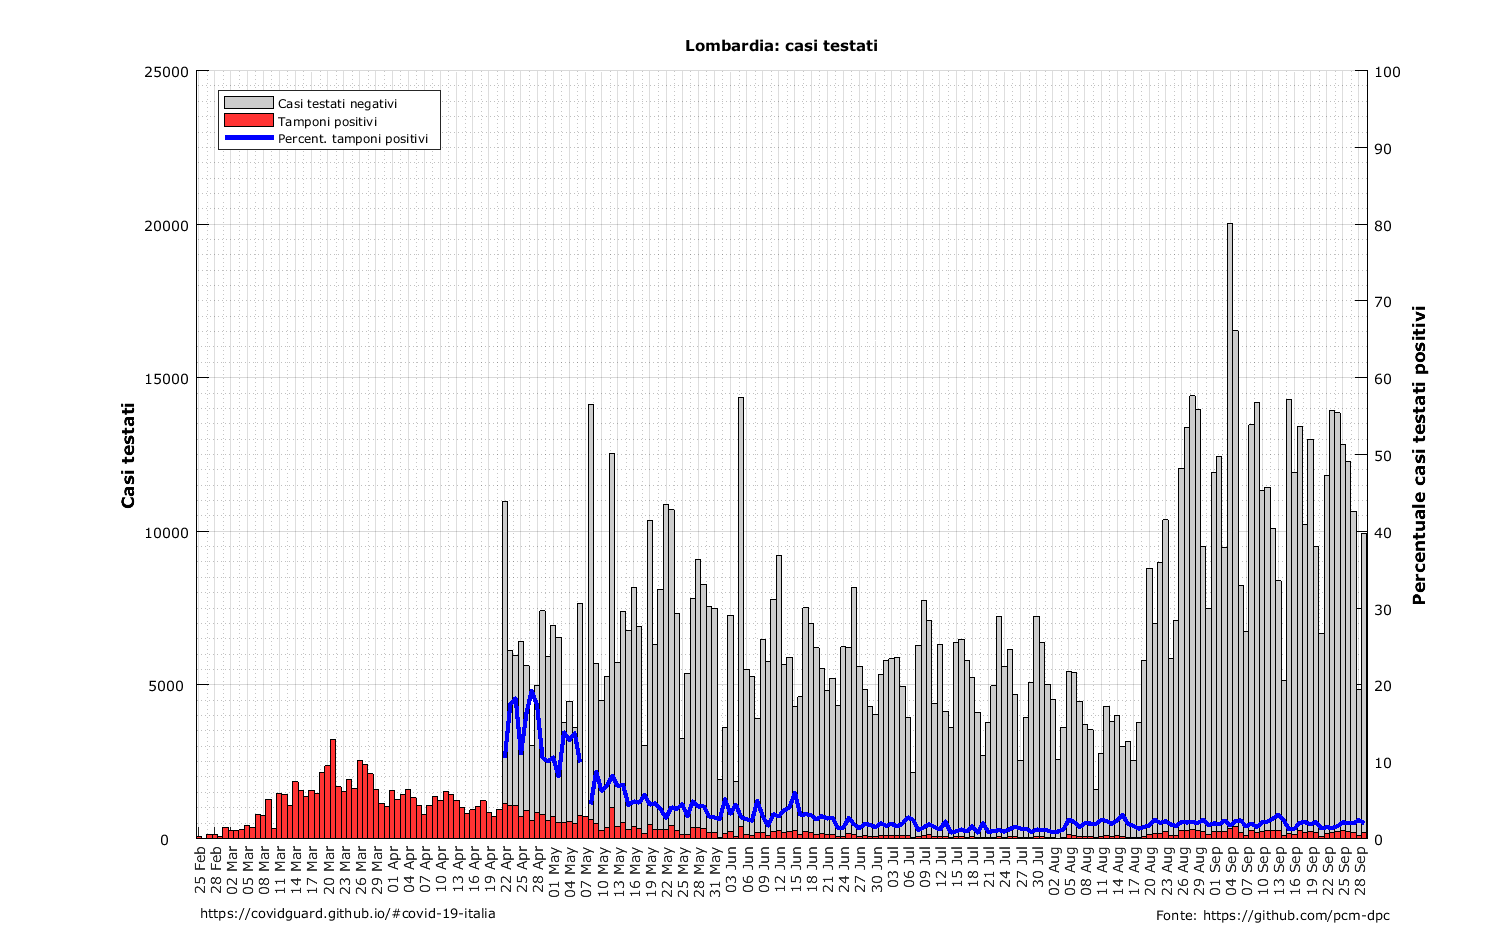 Lombardia: casi testati
25000
20000
15000
10000
5000
0
Casi testati
Casi testati negativi
Tamponi positivi
Percent. tamponi positivi
100
90
80
70
60
50
40
30
20
10
0
Percentuale casi testati positivi
25 Feb
28 Feb
02 Mar
05 Mar
08 Mar
11 Mar
14 Mar
17 Mar
20 Mar
23 Mar
26 Mar
29 Mar
01 Apr
04 Apr
07 Apr
10 Apr
13 Apr
16 Apr
19 Apr
22 Apr
25 Apr
28 Apr
01 May
04 May
07 May
10 May
13 May
16 May
19 May
22 May
25 May
28 May
31 May
03 Jun
06 Jun
09 Jun
12 Jun
15 Jun
18 Jun
21 Jun
24 Jun
27 Jun
30 Jun
03 Jul
06 Jul
09 Jul
12 Jul
15 Jul
18 Jul
21 Jul
24 Jul
27 Jul
30 Jul
02 Aug
05 Aug
08 Aug
11 Aug
14 Aug
17 Aug
20 Aug
23 Aug
26 Aug
29 Aug
01 Sep
04 Sep
07 Sep
10 Sep
13 Sep
16 Sep
19 Sep
22 Sep
25 Sep
28 Sep
https://covidguard.github.io/#covid-19-italia
Fonte: https://github.com/pcm-dpc